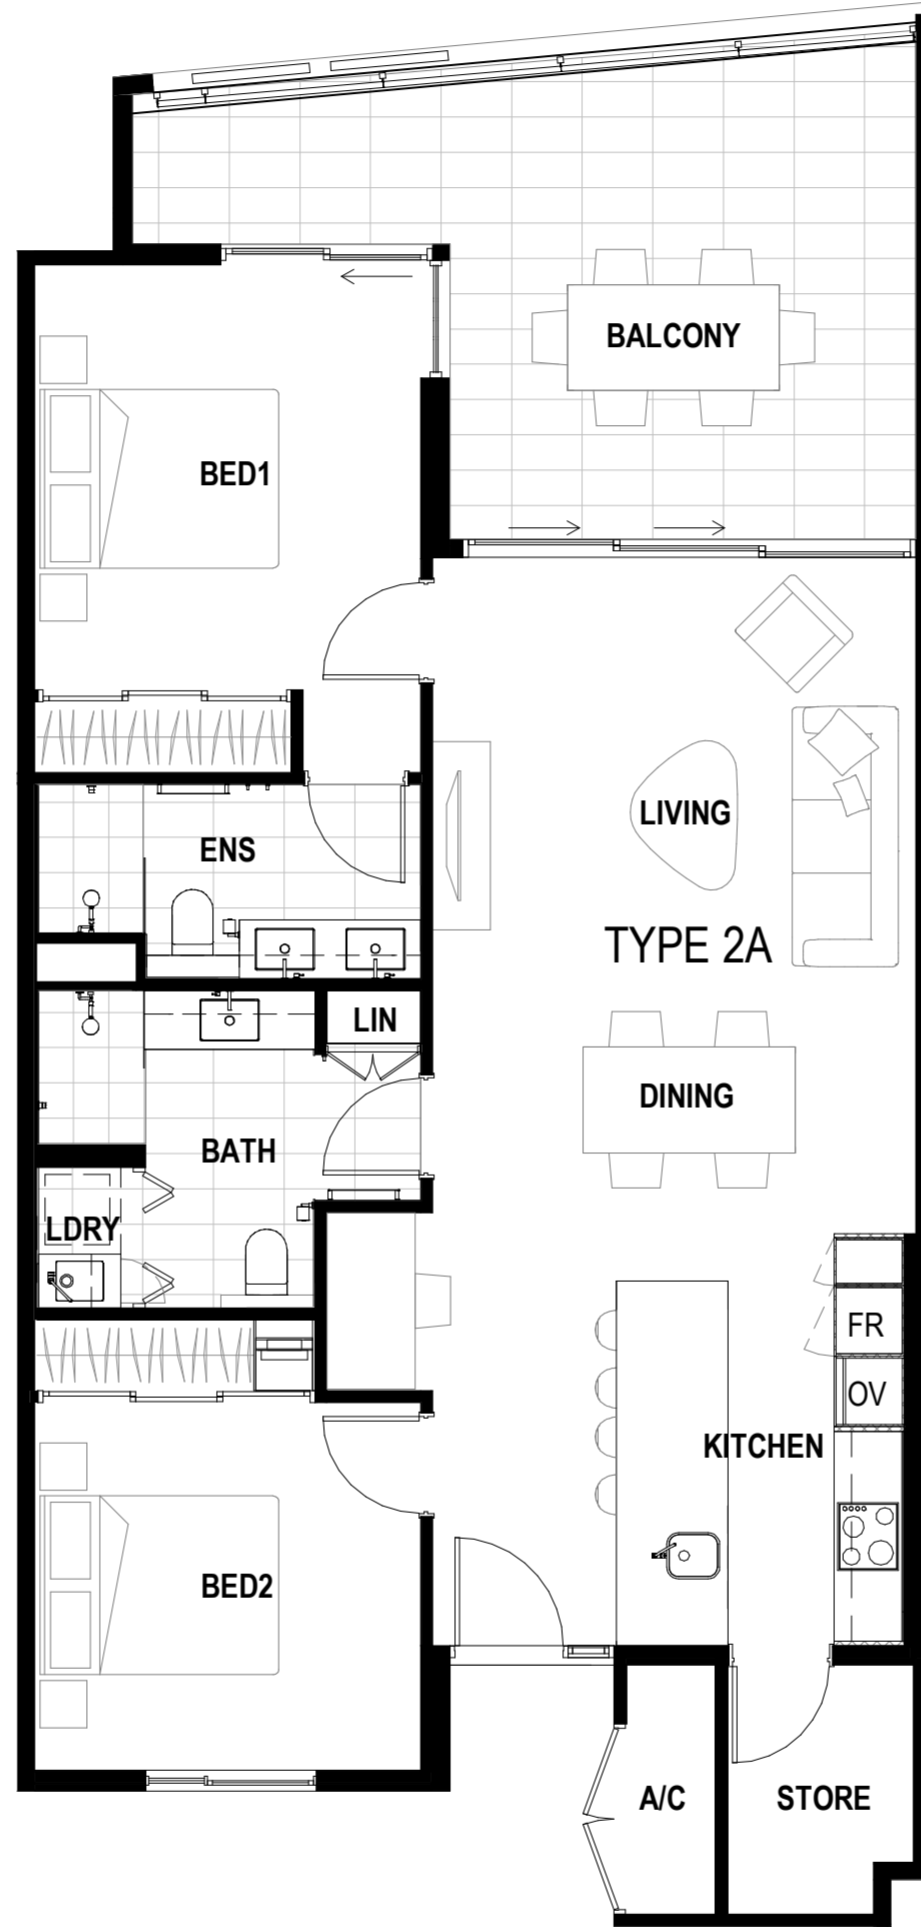 BALCONY
BED1
LIVING
ENS
TYPE 2A
LIN
DINING
BATH
LDRY
FR
OV
KITCHEN
BED2
A/C
STORE